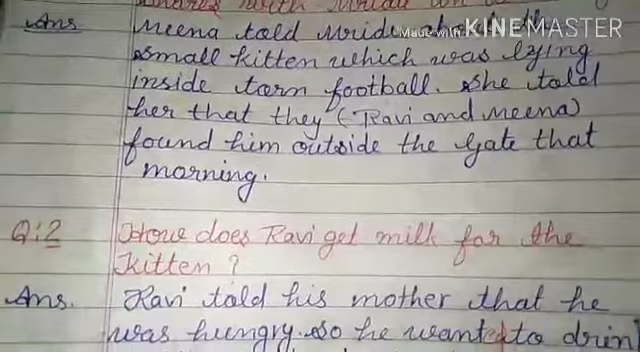 with Mridu
Ans Meena told Mridu
Made with KINEMASTER
small kitten which was lying
inside torn football. She told
her that they (Ravi and Meena)
found him outside the gate that
morning.
Q:2 How does Ravi get milk for the
kitten?
Ans. Ravi told his mother that he
was hungry. So he wanted to drin